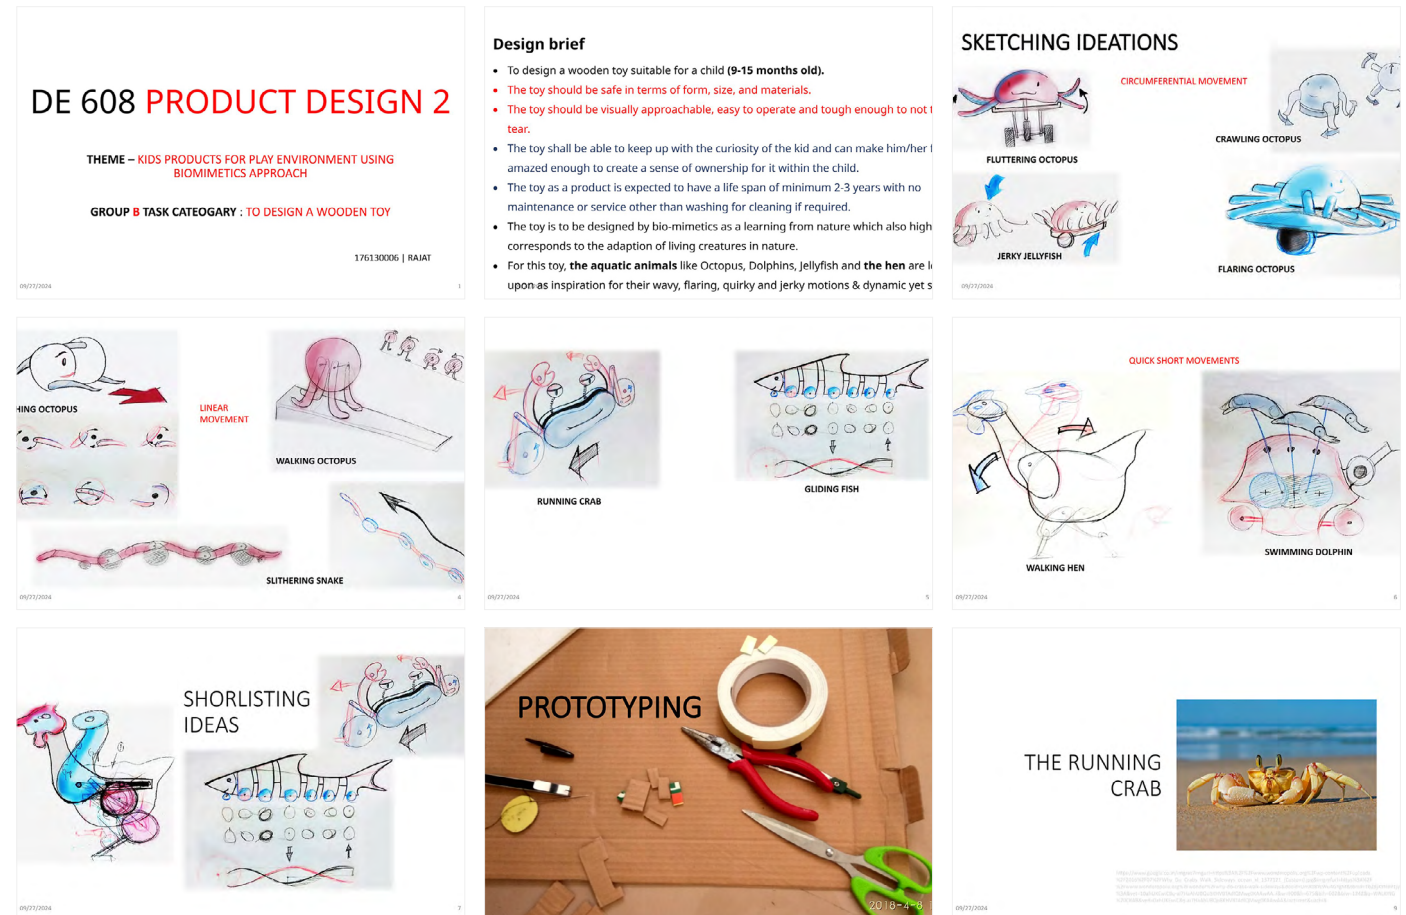 DE 608 PRODUCT DESIGN 2
THEME – KIDS PRODUCTS FOR PLAY ENVIRONMENT USING
BIOMIMETICS APPROACH
GROUP B TASK CATEOGARY : TO DESIGN A WOODEN TOY
176130006 | RAJAT
09/27/2024
1
Design brief
• To design a wooden toy suitable for a child (9-15 months old).
• The toy should be safe in terms of form, size, and materials.
• The toy should be visually approachable, easy to operate and tough enough to not
tear.
• The toy shall be able to keep up with the curiosity of the kid and can make him/her
amazed enough to create a sense of ownership for it within the child.
• The toy as a product is expected to have a life span of minimum 2-3 years with no
maintenance or service other than washing for cleaning if required.
• The toy is to be designed by bio-mimetics as a learning from nature which also high
corresponds to the adaption of living creatures in nature.
• For this toy, the aquatic animals like Octopus, Dolphins, Jellyfish and the hen are
upon as inspiration for their wavy, flaring, quirky and jerky motions & dynamic yet
SKETCHING IDEATIONS
CIRCUMFERENTIAL MOVEMENT
CRAWLING OCTOPUS
FLUTTERING OCTOPUS
JERKY JELLYFISH
FLARING OCTOPUS
09/27/2024
HING OCTOPUS
LINEAR
MOVEMENT
WALKING OCTOPUS
SLITHERING SNAKE
09/27/2024
4
RUNNING CRAB
GLIDING FISH
09/27/2024
5
QUICK SHORT MOVEMENTS
SWIMMING DOLPHIN
WALKING HEN
09/27/2024
6
SHORLISTING
IDEAS
09/27/2024
7
PROTOTYPING
2018-4-8
THE RUNNING
CRAB
09/27/2024
9